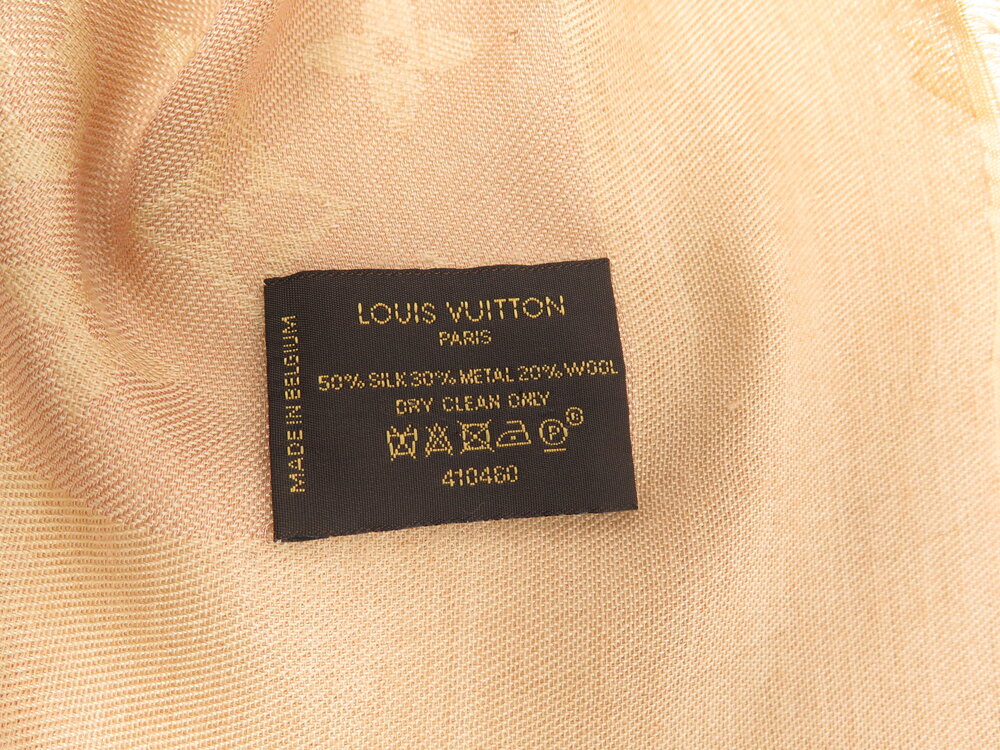 LOUIS VUITTON
PARIS
50% SILK 30% METAL 20% WOOL
DRY CLEAN ONLY
P
410460
MADE IN BELGIUM